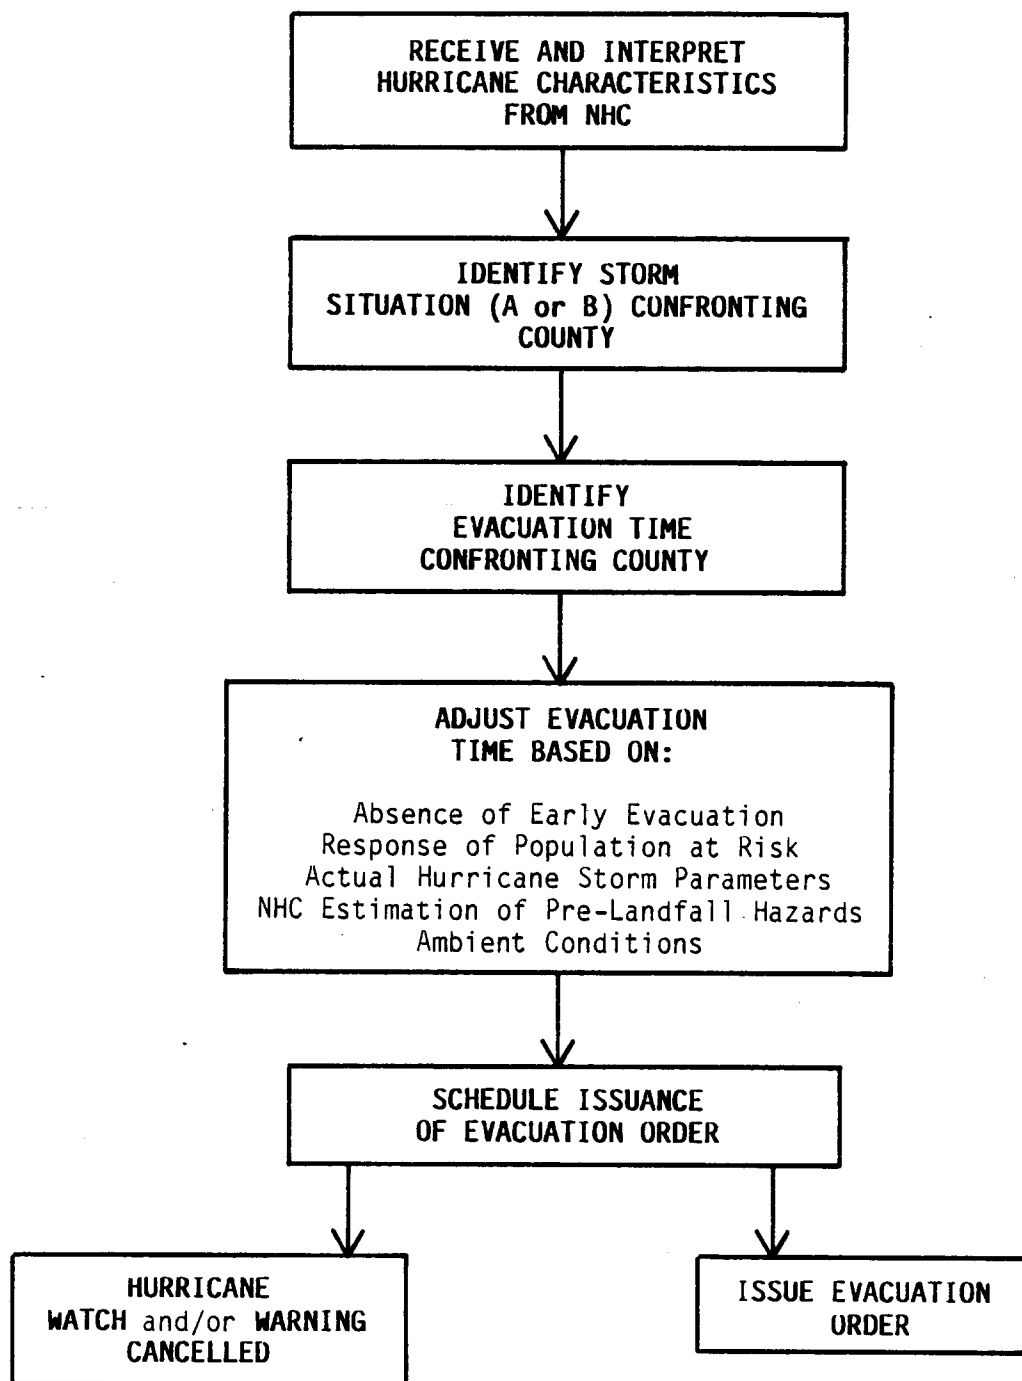 RECEIVE AND INTERPRET
HURRICANE CHARACTERISTICS
FROM NHC
IDENTIFY STORM
SITUATION (A or B) CONFRONTING
COUNTY
IDENTIFY
EVACUATION TIME
CONFRONTING COUNTY
ADJUST EVACUATION
TIME BASED ON:
Absence of Early Evacuation
Response of Population at Risk
Actual Hurricane Storm Parameters
NHC Estimation of Pre-Landfall Hazards
Ambient Conditions
SCHEDULE ISSUANCE
OF EVACUATION ORDER
HURRICANE
WATCH and/or WARNING
CANCELLED
ISSUE EVACUATION
ORDER